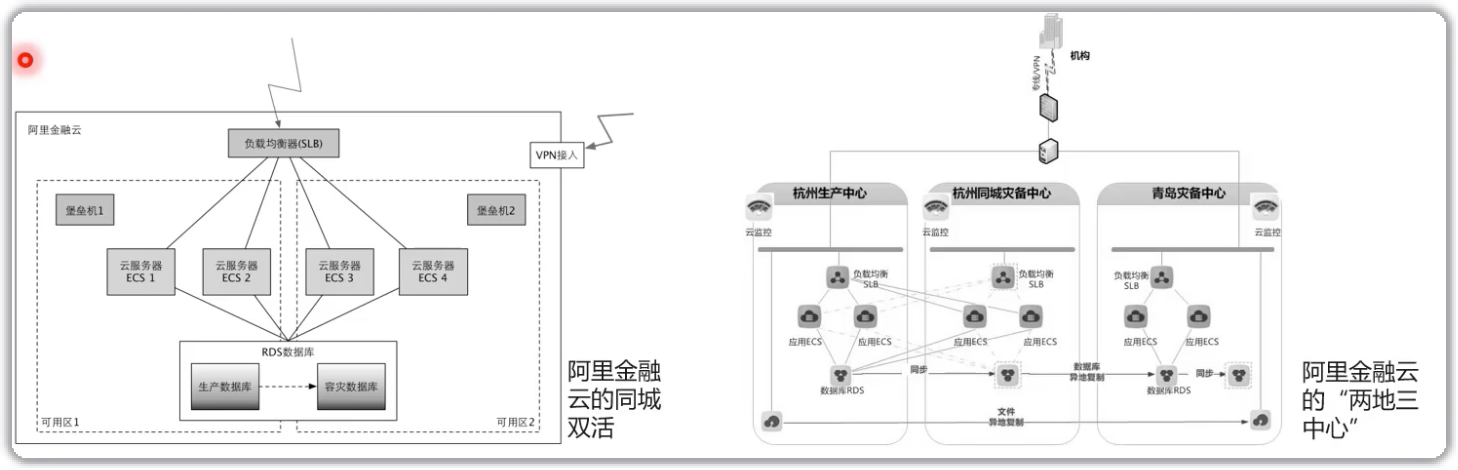 阿里金融云
负载均衡器(SLB)
VPN接入
堡垒机1
堡垒机2
云服务器
ECS 1
云服务器
ECS 2
云服务器
ECS 3
云服务器
ECS 4
RDS数据库
生产数据库
容灾数据库
可用区1
可用区2
阿里金融
云的同城
双活
机构
专线/VPN
杭州生产中心
杭州同城灾备中心
青岛灾备中心
云监控
云监控
云监控
负载均衡
SLB
负载均衡
SLB
负载均衡
SLB
应用ECS
应用ECS
应用ECS
应用ECS
应用ECS
应用ECS
数据库RDS
同步
数据库
异地复制
数据库RDS
同步
文件
异地复制
阿里金融云
的“两地三
中心”